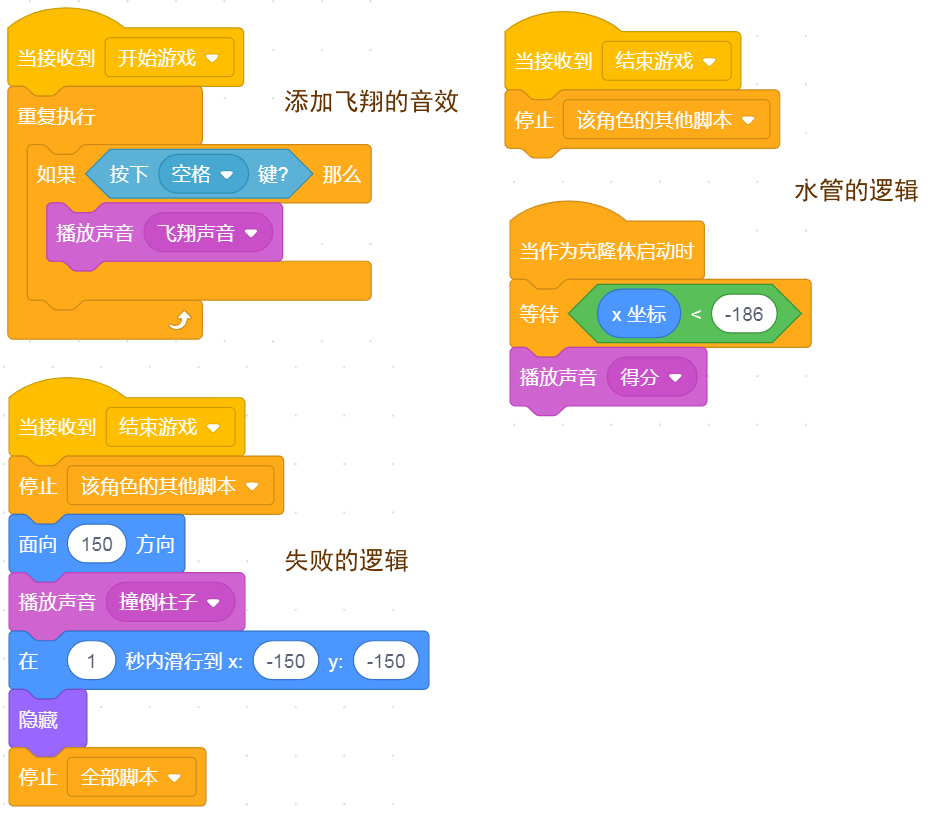 当接收到 开始游戏
重复执行
如果 按下 空格 键? 那么
播放声音 飞翔声音
添加飞翔的音效
当接收到 结束游戏
停止 该角色的其他脚本
水管的逻辑
当作为克隆体启动时
等待 x 坐标 < -186
播放声音 得分
当接收到 结束游戏
停止 该角色的其他脚本
面向 150 方向
播放声音 撞倒柱子
在 1 秒内滑行到 x: -150 y: -150
隐藏
停止 全部脚本
失败的逻辑